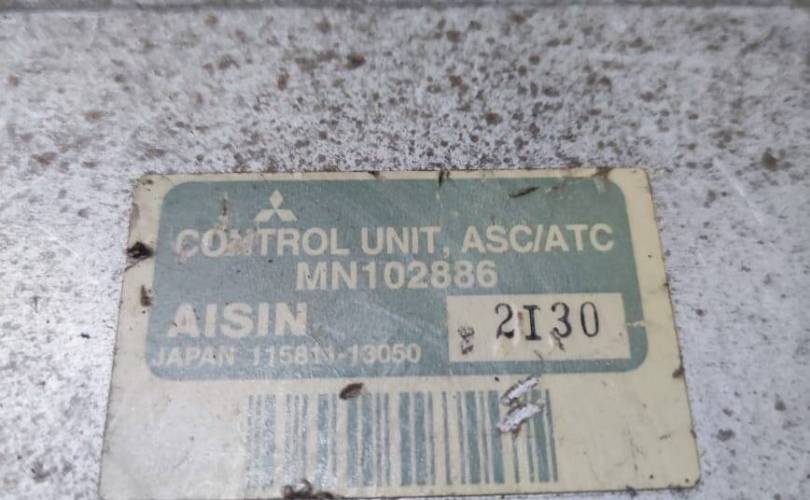 CONTROL UNIT, ASC/ATC
MN102886
AISIN 2I30
JAPAN 115811-13050